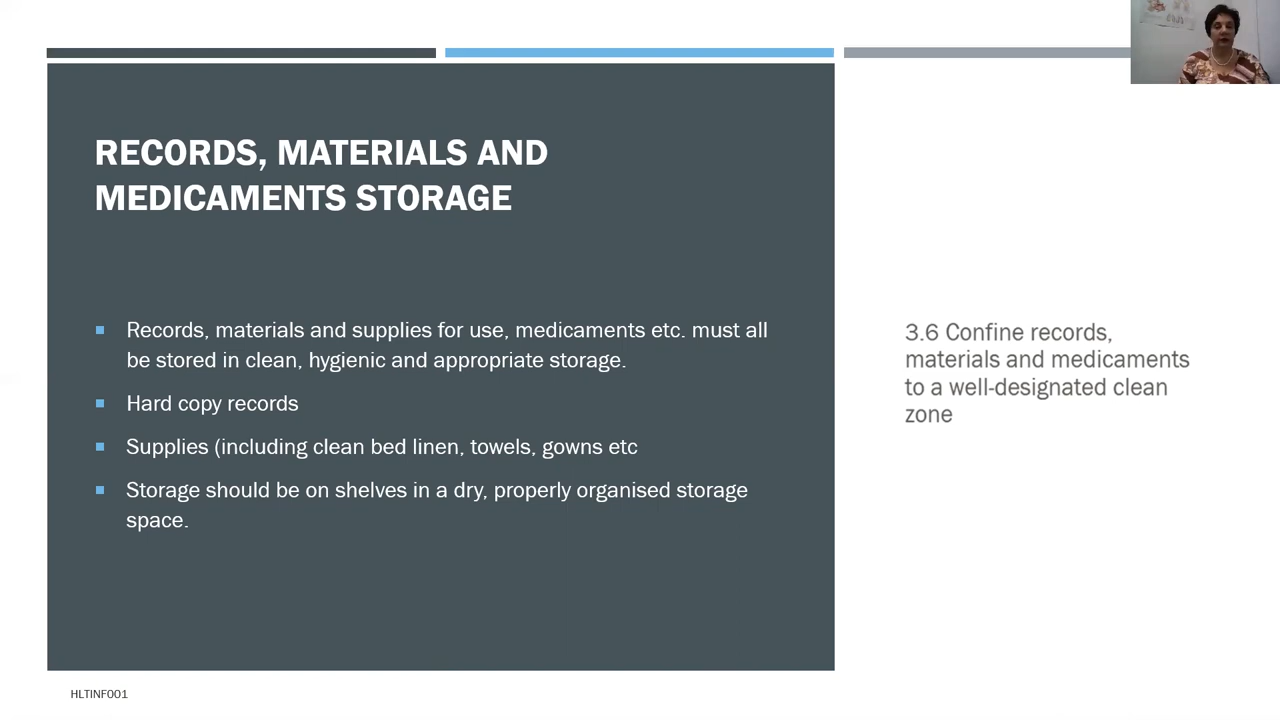 RECORDS, MATERIALS AND
MEDICAMENTS STORAGE
Records, materials and supplies for use, medicaments etc. must all
be stored in clean, hygienic and appropriate storage.
Hard copy records
Supplies (including clean bed linen, towels, gowns etc
Storage should be on shelves in a dry, properly organised storage
space.
3.6 Confine records,
materials and medicaments
to a well-designated clean
zone
HLTINF001